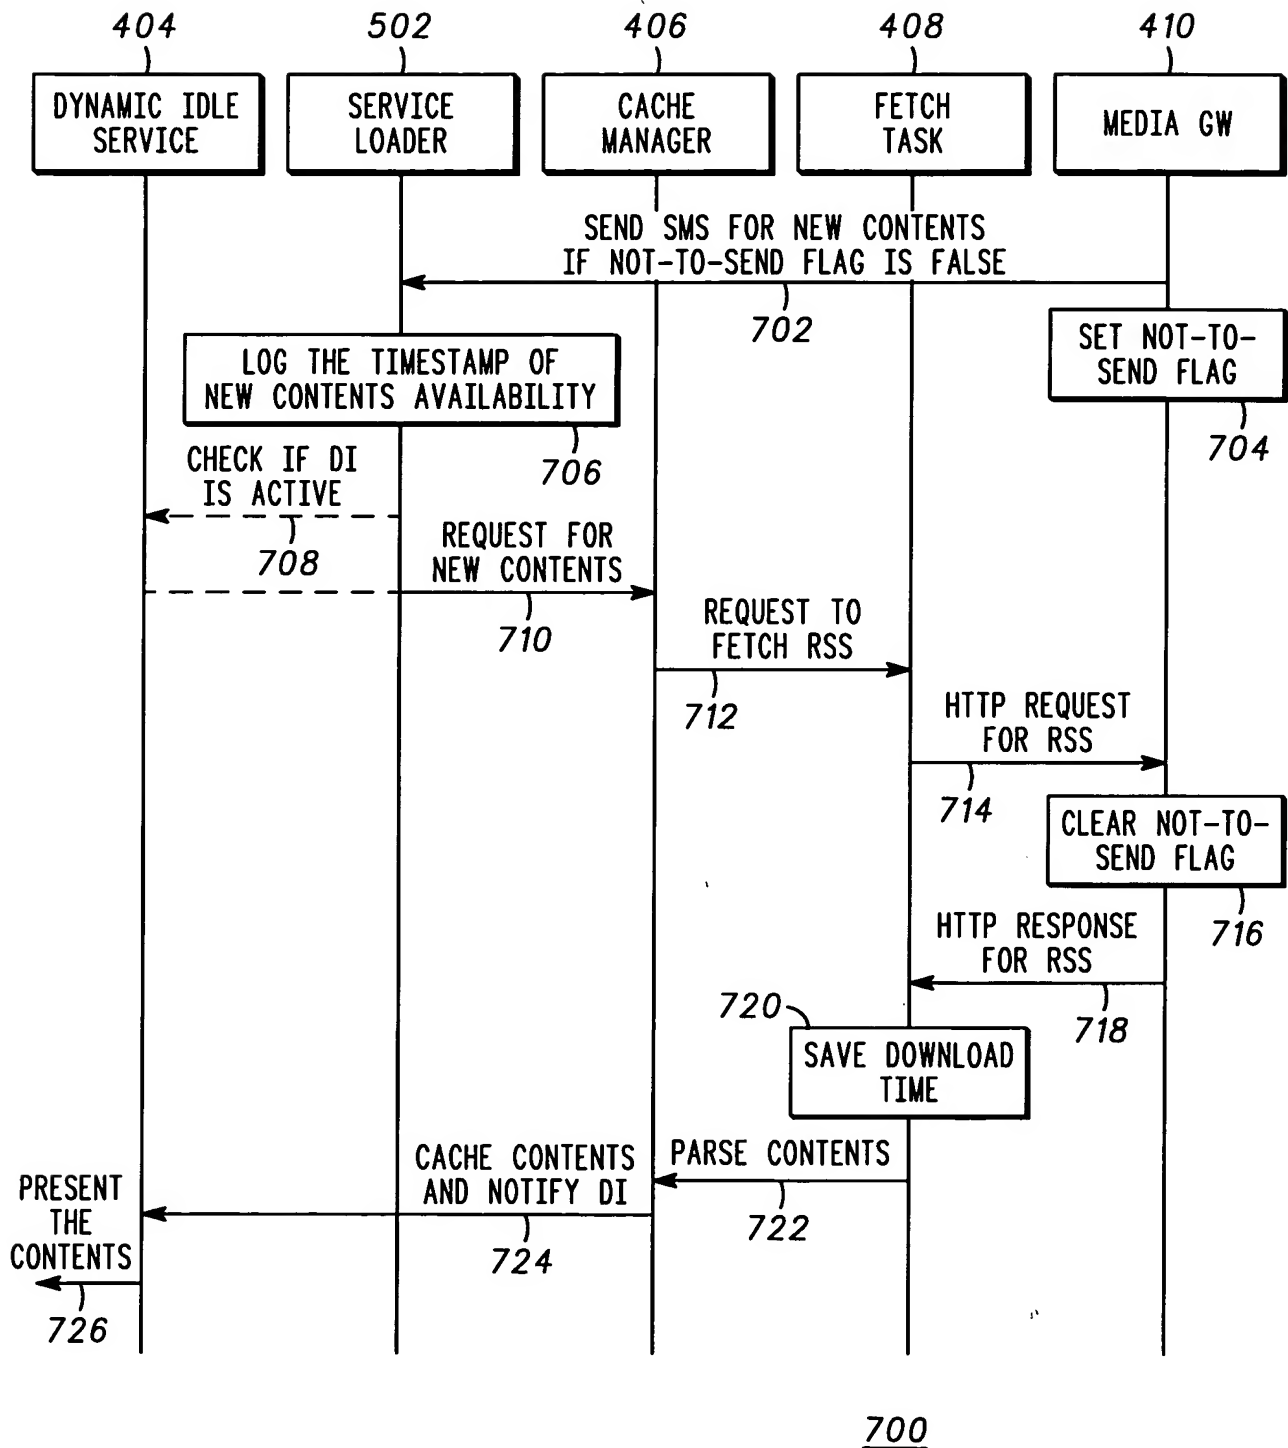 404
502
406
408
410
DYNAMIC IDLE
SERVICE
SERVICE
LOADER
CACHE
MANAGER
FETCH
TASK
MEDIA GW
SEND SMS FOR NEW CONTENTS
IF NOT-TO-SEND FLAG IS FALSE
702
SET NOT-TO-
SEND FLAG
704
LOG THE TIMESTAMP OF
NEW CONTENTS AVAILABILITY
706
CHECK IF DI
IS ACTIVE
708
REQUEST FOR
NEW CONTENTS
710
REQUEST TO
FETCH RSS
712
HTTP REQUEST
FOR RSS
714
CLEAR NOT-TO-
SEND FLAG
716
HTTP RESPONSE
FOR RSS
718
720
SAVE DOWNLOAD
TIME
PARSE CONTENTS
722
CACHE CONTENTS
AND NOTIFY DI
724
PRESENT
THE
CONTENTS
726
700